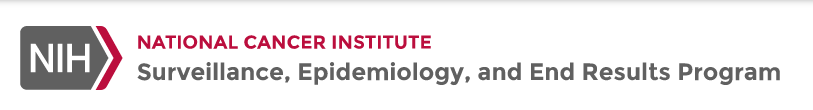 NIH
NATIONAL CANCER INSTITUTE
Surveillance, Epidemiology, and End Results Program